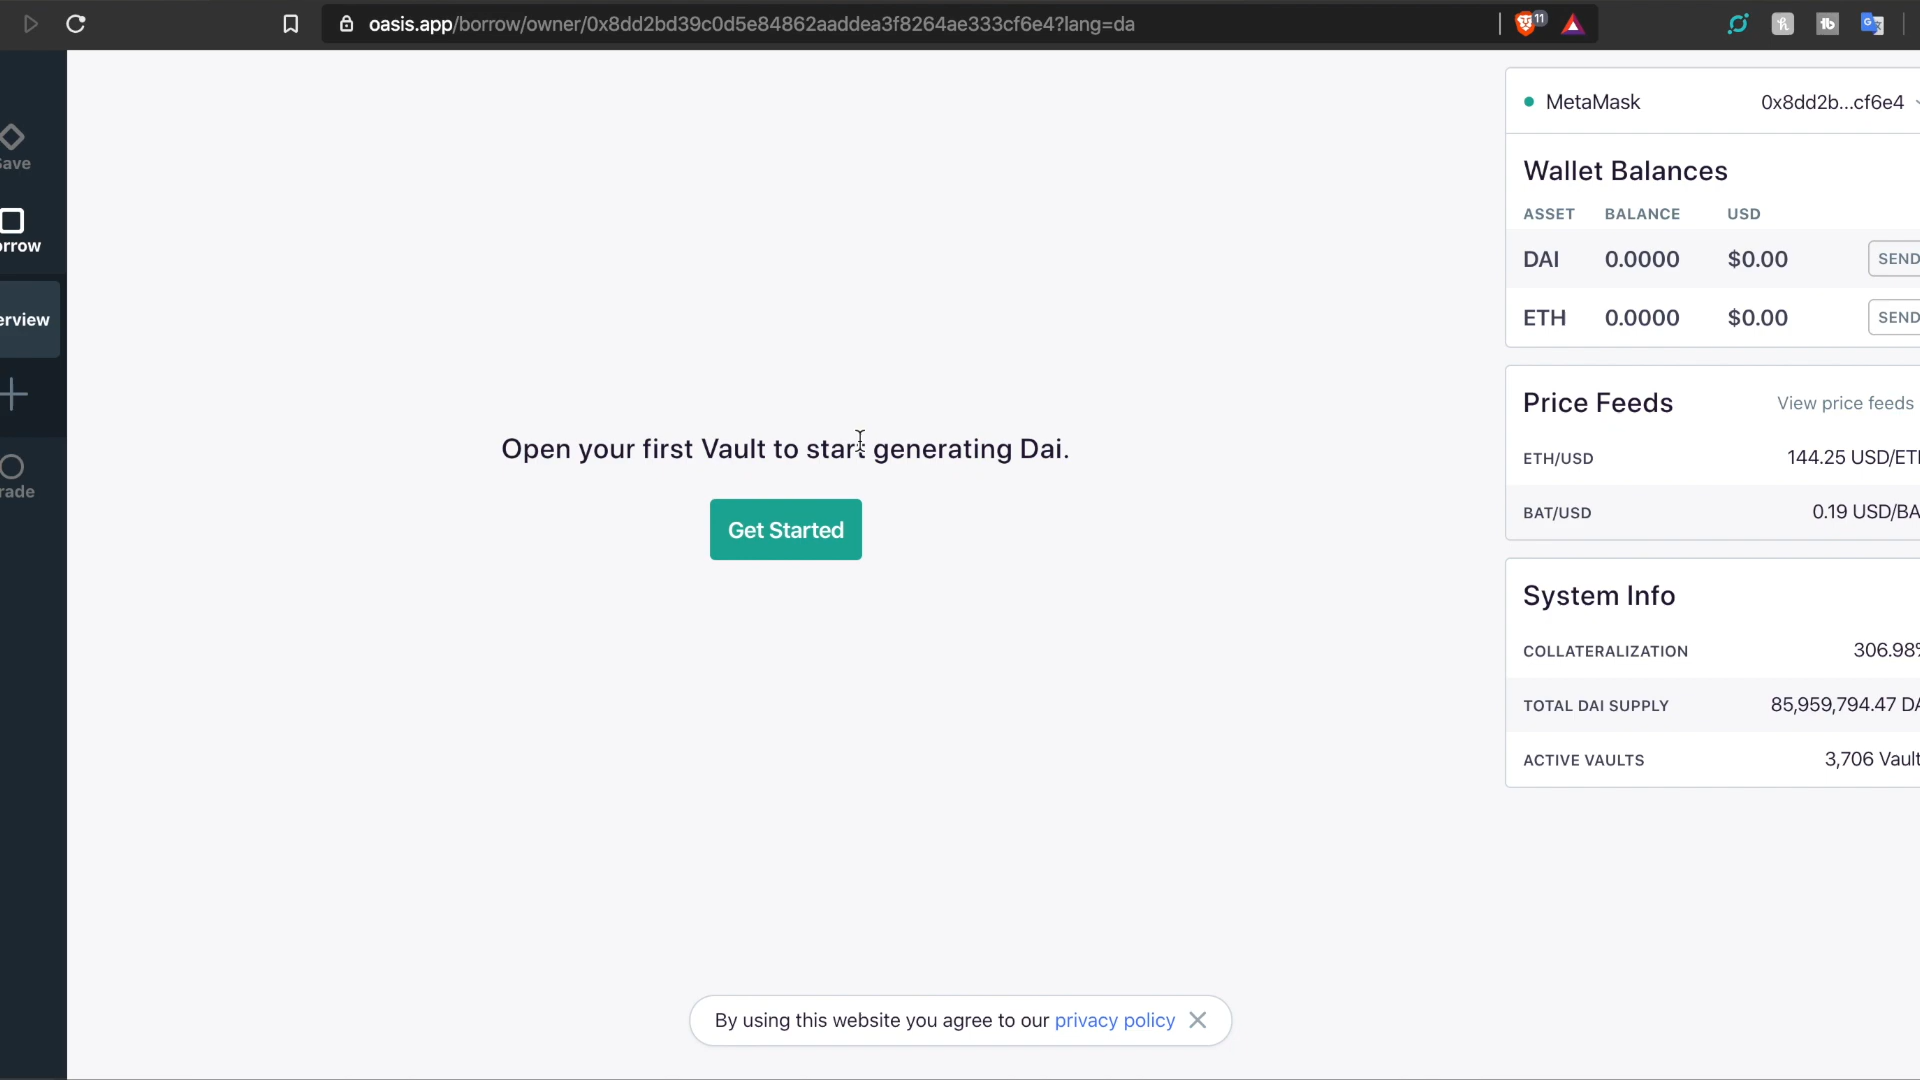 oasis.app/borrow/owner/0x8dd2bd39c0d5e84862aaddea3f8264ae333cf6e4?lang=da
11
ave
orrow
erview
rade
Open your first Vault to start generating Dai.
Get Started
By using this website you agree to our privacy policy
MetaMask 0x8dd2b...cf6e4
Wallet Balances
ASSET BALANCE USD
DAI 0.0000 $0.00 SEND
ETH 0.0000 $0.00 SEND
Price Feeds View price feeds
ETH/USD 144.25 USD/ET
BAT/USD 0.19 USD/BA
System Info
COLLATERALIZATION 306.98%
TOTAL DAI SUPPLY 85,959,794.47 DA
ACTIVE VAULTS 3,706 Vault